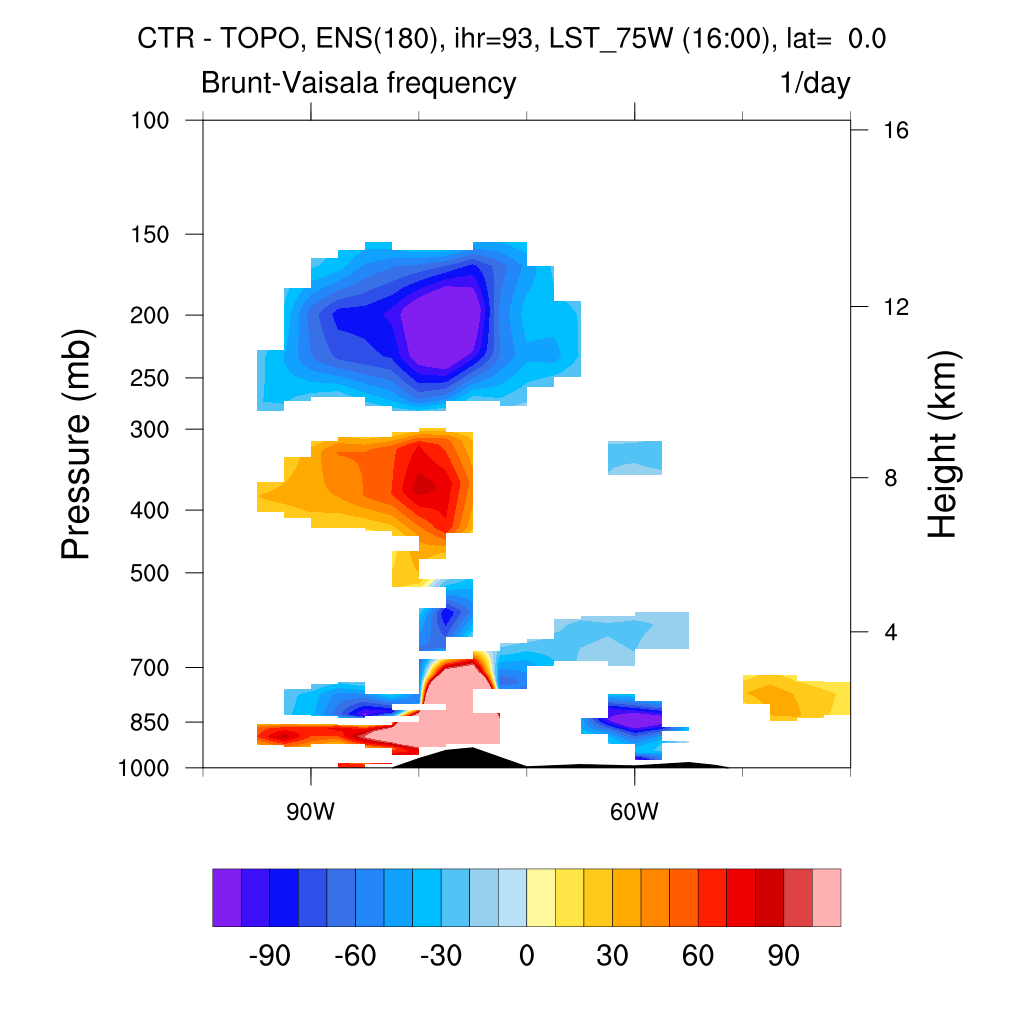 CTR - TOPO, ENS(180), ihr=93, LST_75W (16:00), lat=  0.0
Brunt-Vaisala frequency 1/day
100
150
200
250
300
400
500
700
850
1000
Pressure (mb)
16
12
8
4
Height (km)
90W 60W
-90 -60 -30 0 30 60 90